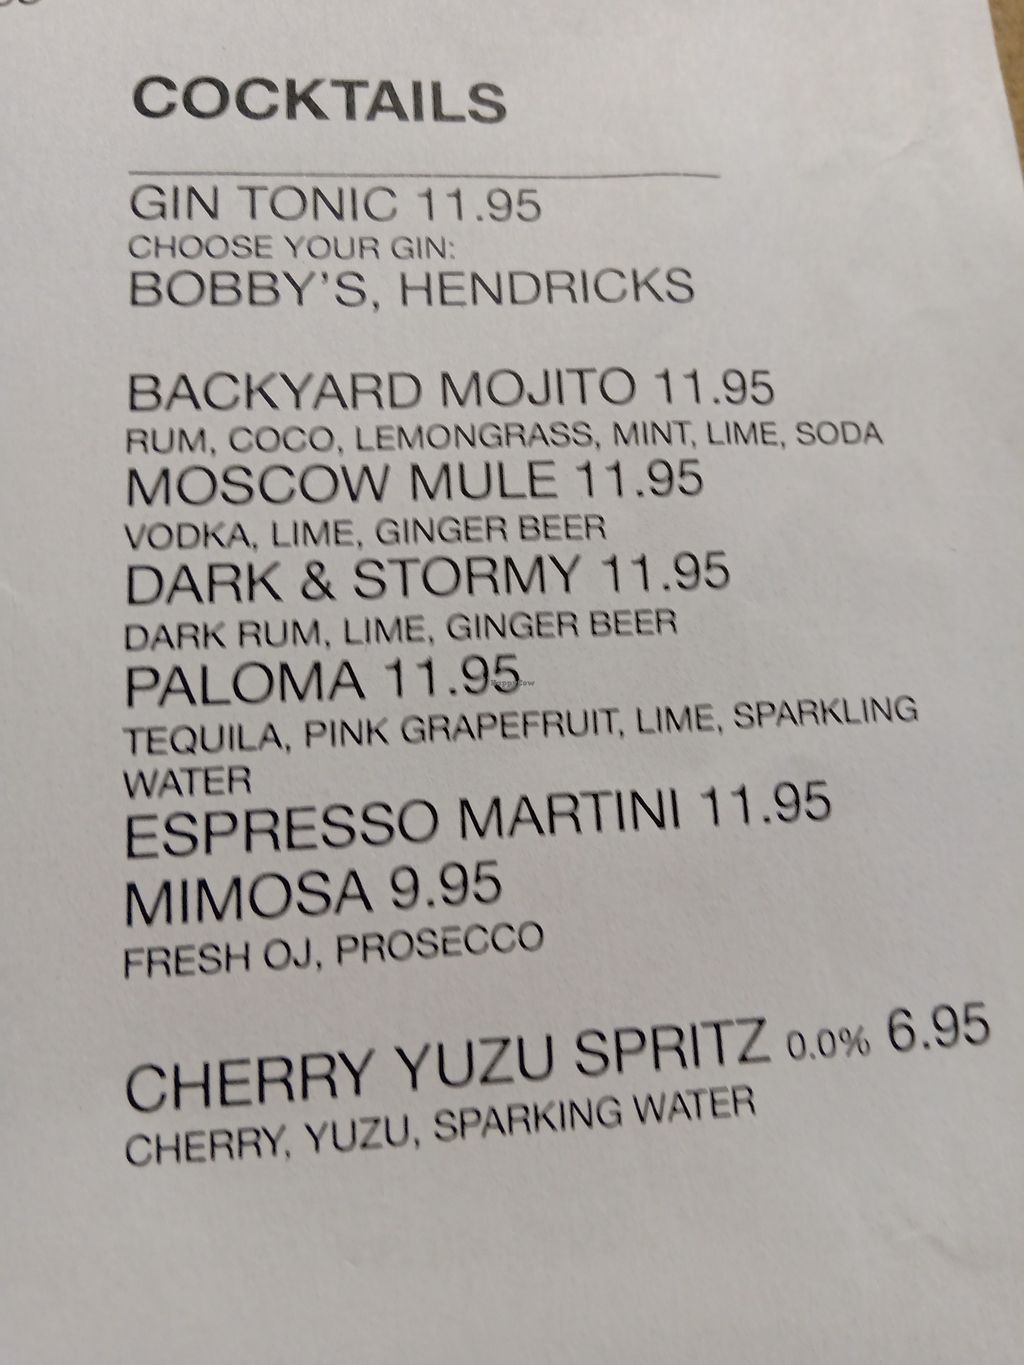 COCKTAILS
GIN TONIC 11.95
CHOOSE YOUR GIN:
BOBBY'S, HENDRICKS
BACKYARD MOJITO 11.95
RUM, COCO, LEMONGRASS, MINT, LIME, SODA
MOSCOW MULE 11.95
VODKA, LIME, GINGER BEER
DARK & STORMY 11.95
DARK RUM, LIME, GINGER BEER
PALOMA 11.95
HappyCow
TEQUILA, PINK GRAPEFRUIT, LIME, SPARKLING
WATER
ESPRESSO MARTINI 11.95
MIMOSA 9.95
FRESH OJ, PROSECCO
CHERRY YUZU SPRITZ 0.0% 6.95
CHERRY, YUZU, SPARKING WATER